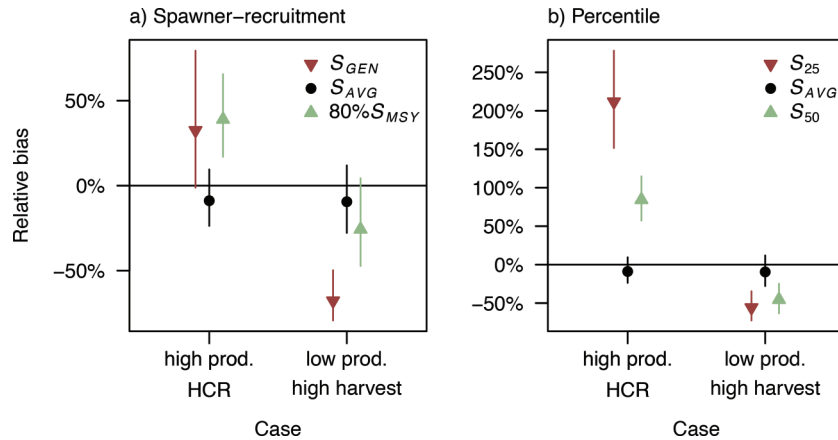 a) Spawner–recruitment
Relative bias
50%
0%
−50%
S_GEN
S_AVG
80%S_MSY
high prod.
HCR
low prod.
high harvest
Case
b) Percentile
250%
200%
150%
100%
50%
0%
−50%
S_25
S_AVG
S_50
high prod.
HCR
low prod.
high harvest
Case